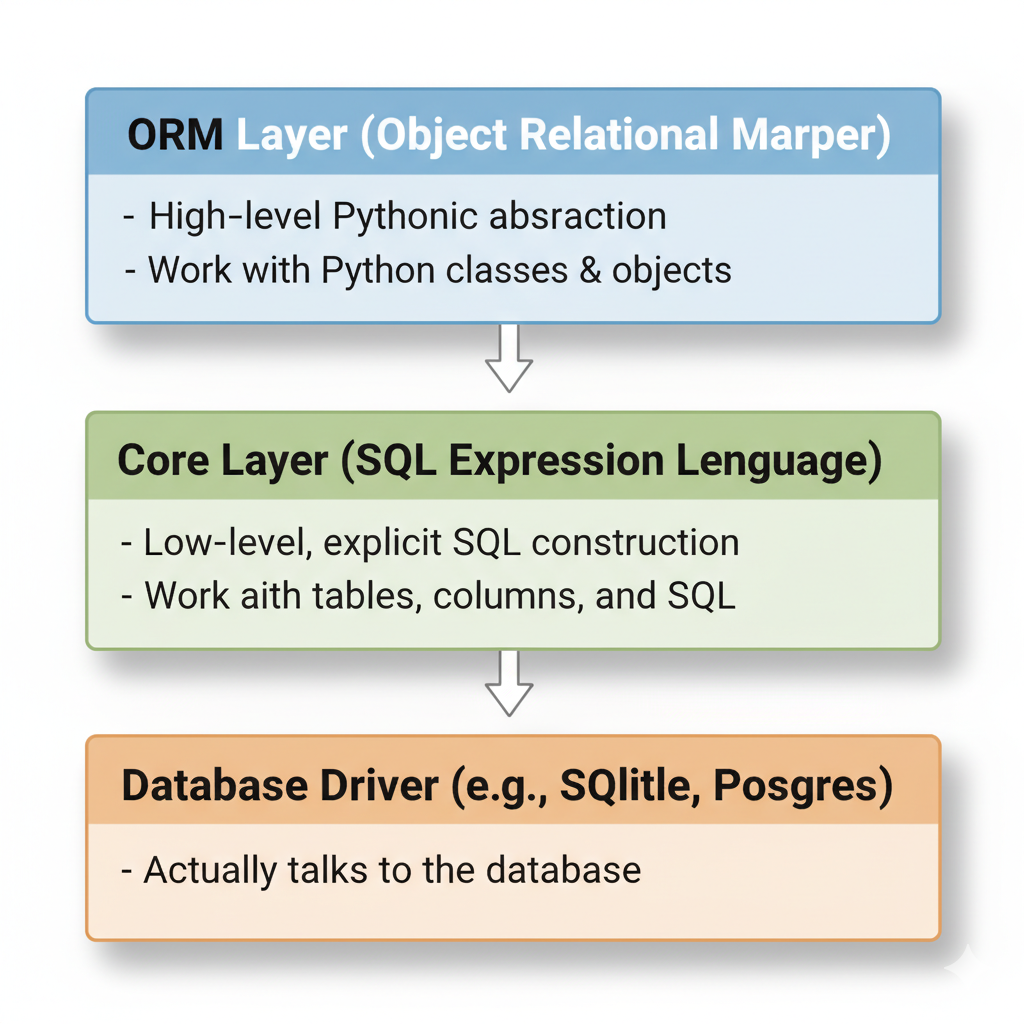 ORM Layer (Object Relational Marper)
- High-level Pythonic absraction
- Work with Python classes & objects
Core Layer (SQL Expression Lenguage)
- Low-level, explicit SQL construction
- Work aith tables, columns, and SQL
Database Driver (e.g., SQlitle, Posgres)
- Actually talks to the database